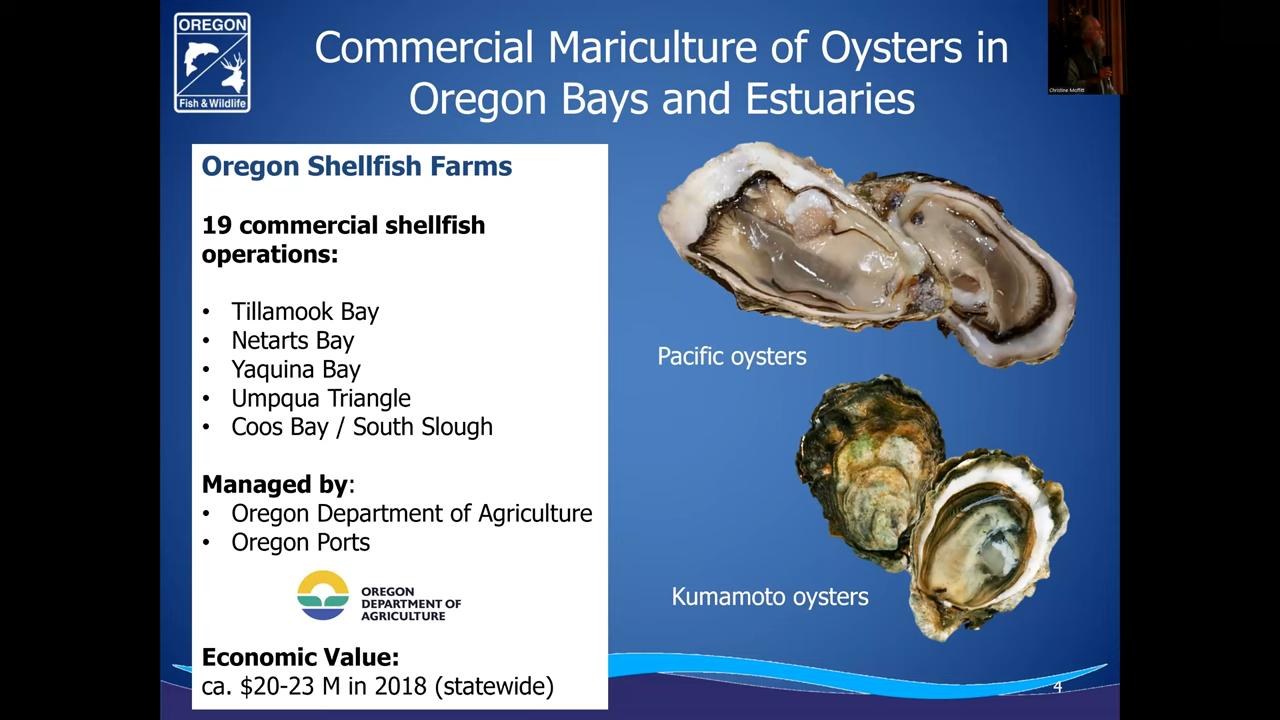 OREGON
Fish & Wildlife
Commercial Mariculture of Oysters in
Oregon Bays and Estuaries
Christine Moffitt
Oregon Shellfish Farms
19 commercial shellfish
operations:
• Tillamook Bay
• Netarts Bay
• Yaquina Bay
• Umpqua Triangle
• Coos Bay / South Slough
Managed by:
• Oregon Department of Agriculture
• Oregon Ports
OREGON
DEPARTMENT OF
AGRICULTURE
Economic Value:
ca. $20-23 M in 2018 (statewide)
Pacific oysters
Kumamoto oysters
4